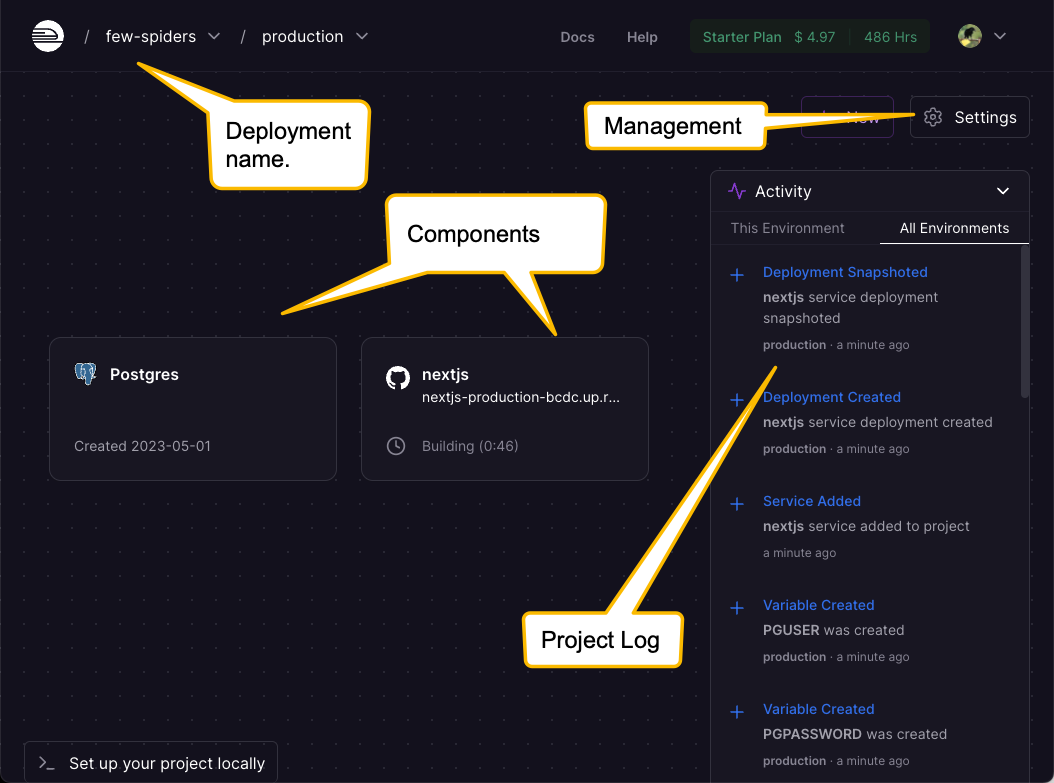 / few-spiders / production Docs Help Starter Plan $ 4.97 486 Hrs
Deployment
name.
Management
New Settings
Components
Activity
This Environment All Environments
Deployment Snapshoted
nextjs service deployment
snapshoted
production · a minute ago
Postgres
Created 2023-05-01
nextjs
nextjs-production-bcdc.up.r...
Building (0:46)
Deployment Created
nextjs service deployment created
production · a minute ago
Service Added
nextjs service added to project
a minute ago
Project Log
Variable Created
PGUSER was created
production · a minute ago
Variable Created
PGPASSWORD was created
production · a minute ago
Set up your project locally